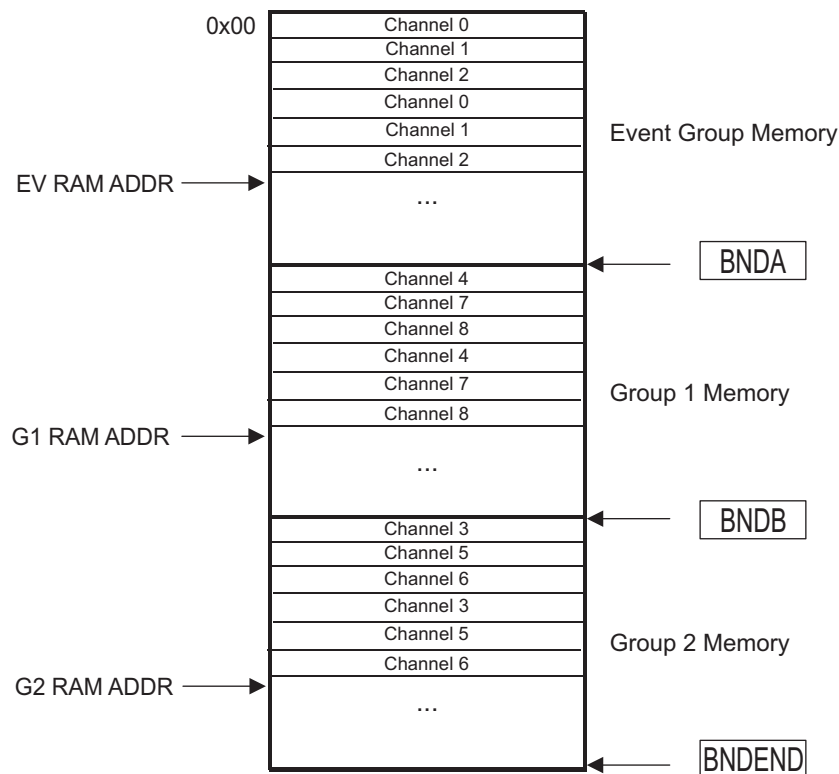 0x00
Channel 0
Channel 1
Channel 2
Channel 0
Channel 1
Channel 2
...
Event Group Memory
EV RAM ADDR
BNDA
Channel 4
Channel 7
Channel 8
Channel 4
Channel 7
Channel 8
...
Group 1 Memory
G1 RAM ADDR
BNDB
Channel 3
Channel 5
Channel 6
Channel 3
Channel 5
Channel 6
...
Group 2 Memory
G2 RAM ADDR
BNDEND